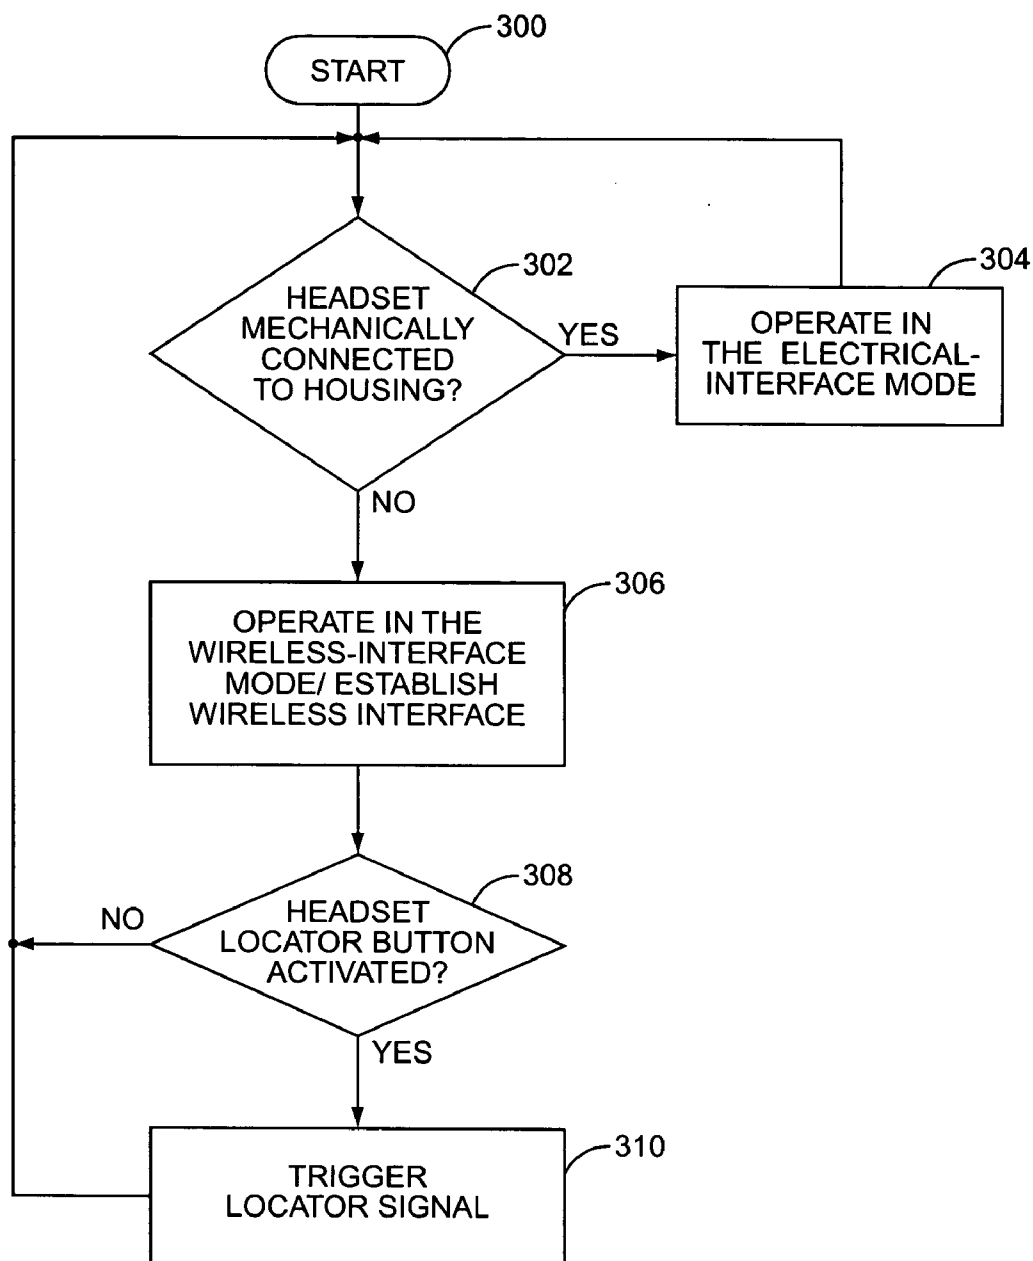 300
START
302
HEADSET
MECHANICALLY
CONNECTED
TO HOUSING?
YES
304
OPERATE IN
THE ELECTRICAL-
INTERFACE MODE
NO
306
OPERATE IN THE
WIRELESS-INTERFACE
MODE/ ESTABLISH
WIRELESS INTERFACE
308
HEADSET
LOCATOR BUTTON
ACTIVATED?
NO
YES
310
TRIGGER
LOCATOR SIGNAL